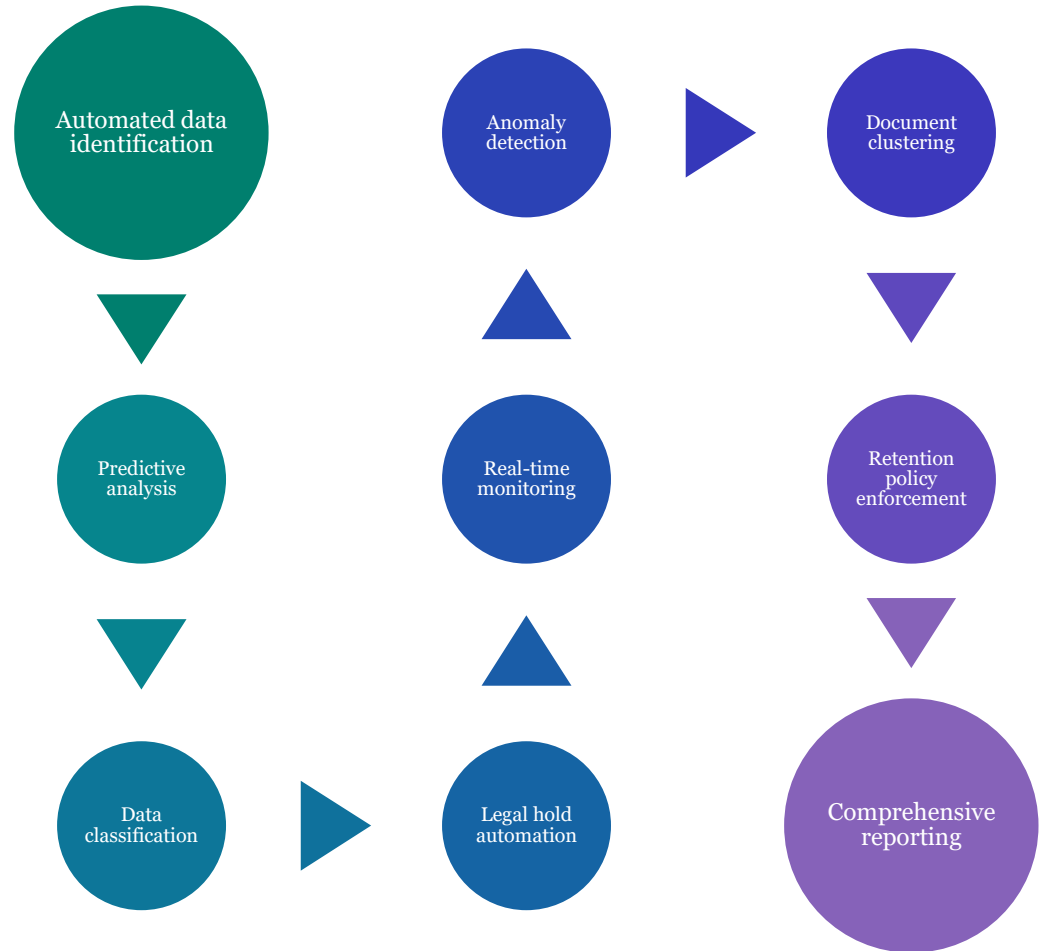 Automated data
identification
Predictive
analysis
Data
classification
Legal hold
automation
Real-time
monitoring
Anomaly
detection
Document
clustering
Retention
policy
enforcement
Comprehensive
reporting